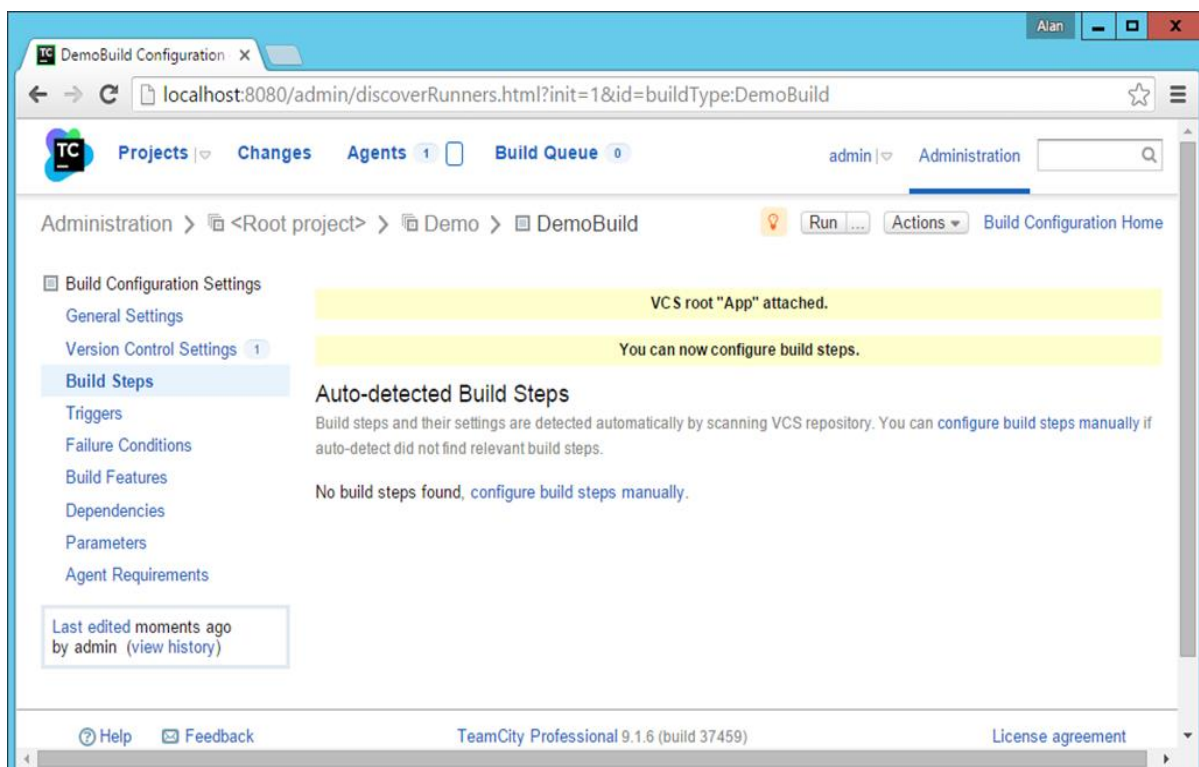 Alan
DemoBuild Configuration
localhost:8080/admin/discoverRunners.html?init=1&id=buildType:DemoBuild
TC
Projects Changes Agents 1 Build Queue 0 admin Administration
Administration > <Root project> > Demo > DemoBuild Run ... Actions Build Configuration Home
Build Configuration Settings
General Settings
Version Control Settings 1
Build Steps
Triggers
Failure Conditions
Build Features
Dependencies
Parameters
Agent Requirements
Last edited moments ago
by admin (view history)
VCS root "App" attached.
You can now configure build steps.
Auto-detected Build Steps
Build steps and their settings are detected automatically by scanning VCS repository. You can configure build steps manually if
auto-detect did not find relevant build steps.
No build steps found, configure build steps manually.
Help Feedback TeamCity Professional 9.1.6 (build 37459) License agreement